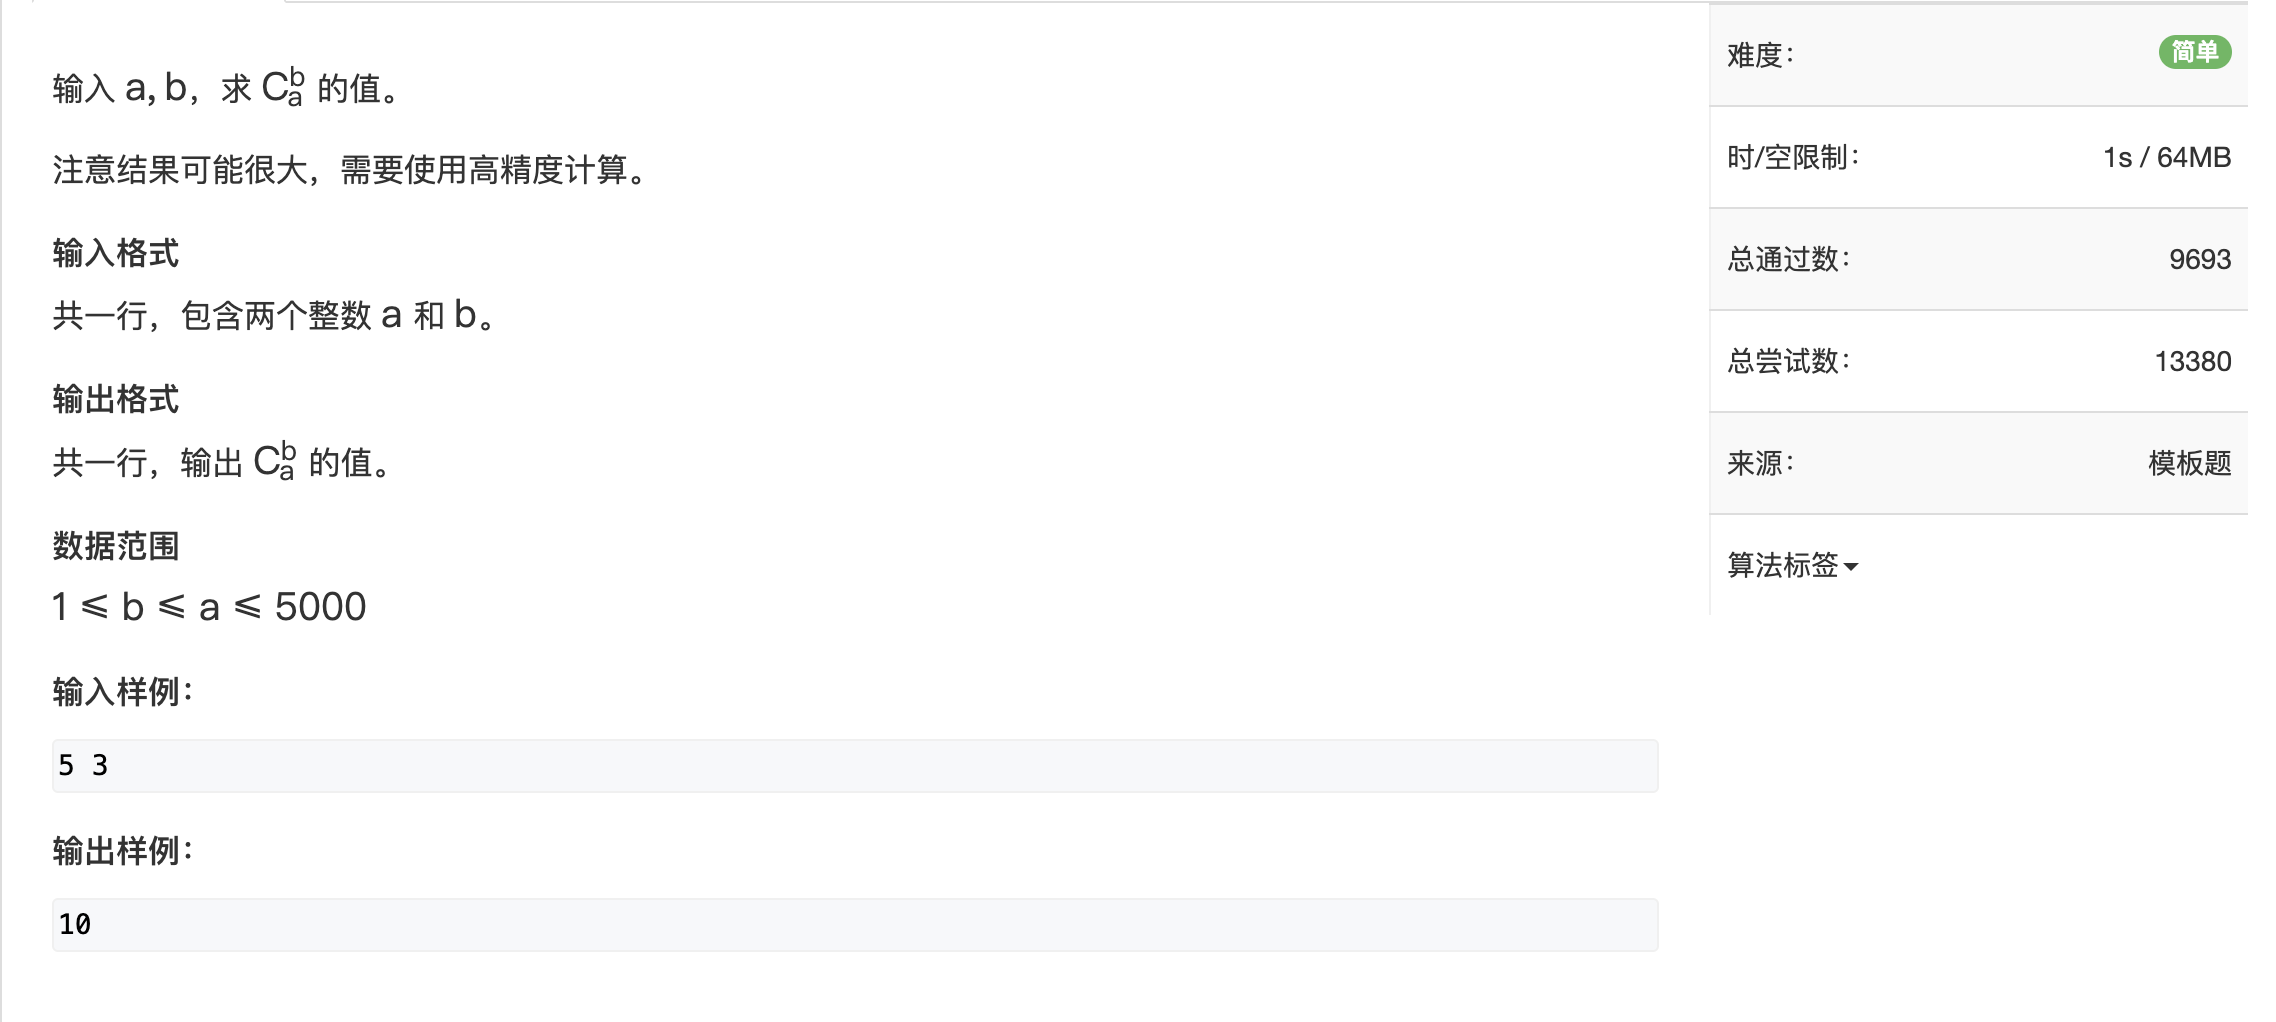 输入 a, b，求 C_a^b 的值。
注意结果可能很大，需要使用高精度计算。
输入格式
共一行，包含两个整数 a 和 b。
输出格式
共一行，输出 C_a^b 的值。
数据范围
1 ⩽ b ⩽ a ⩽ 5000
输入样例：
5 3
输出样例：
10
难度： 简单
时/空限制： 1s / 64MB
总通过数： 9693
总尝试数： 13380
来源： 模板题
算法标签